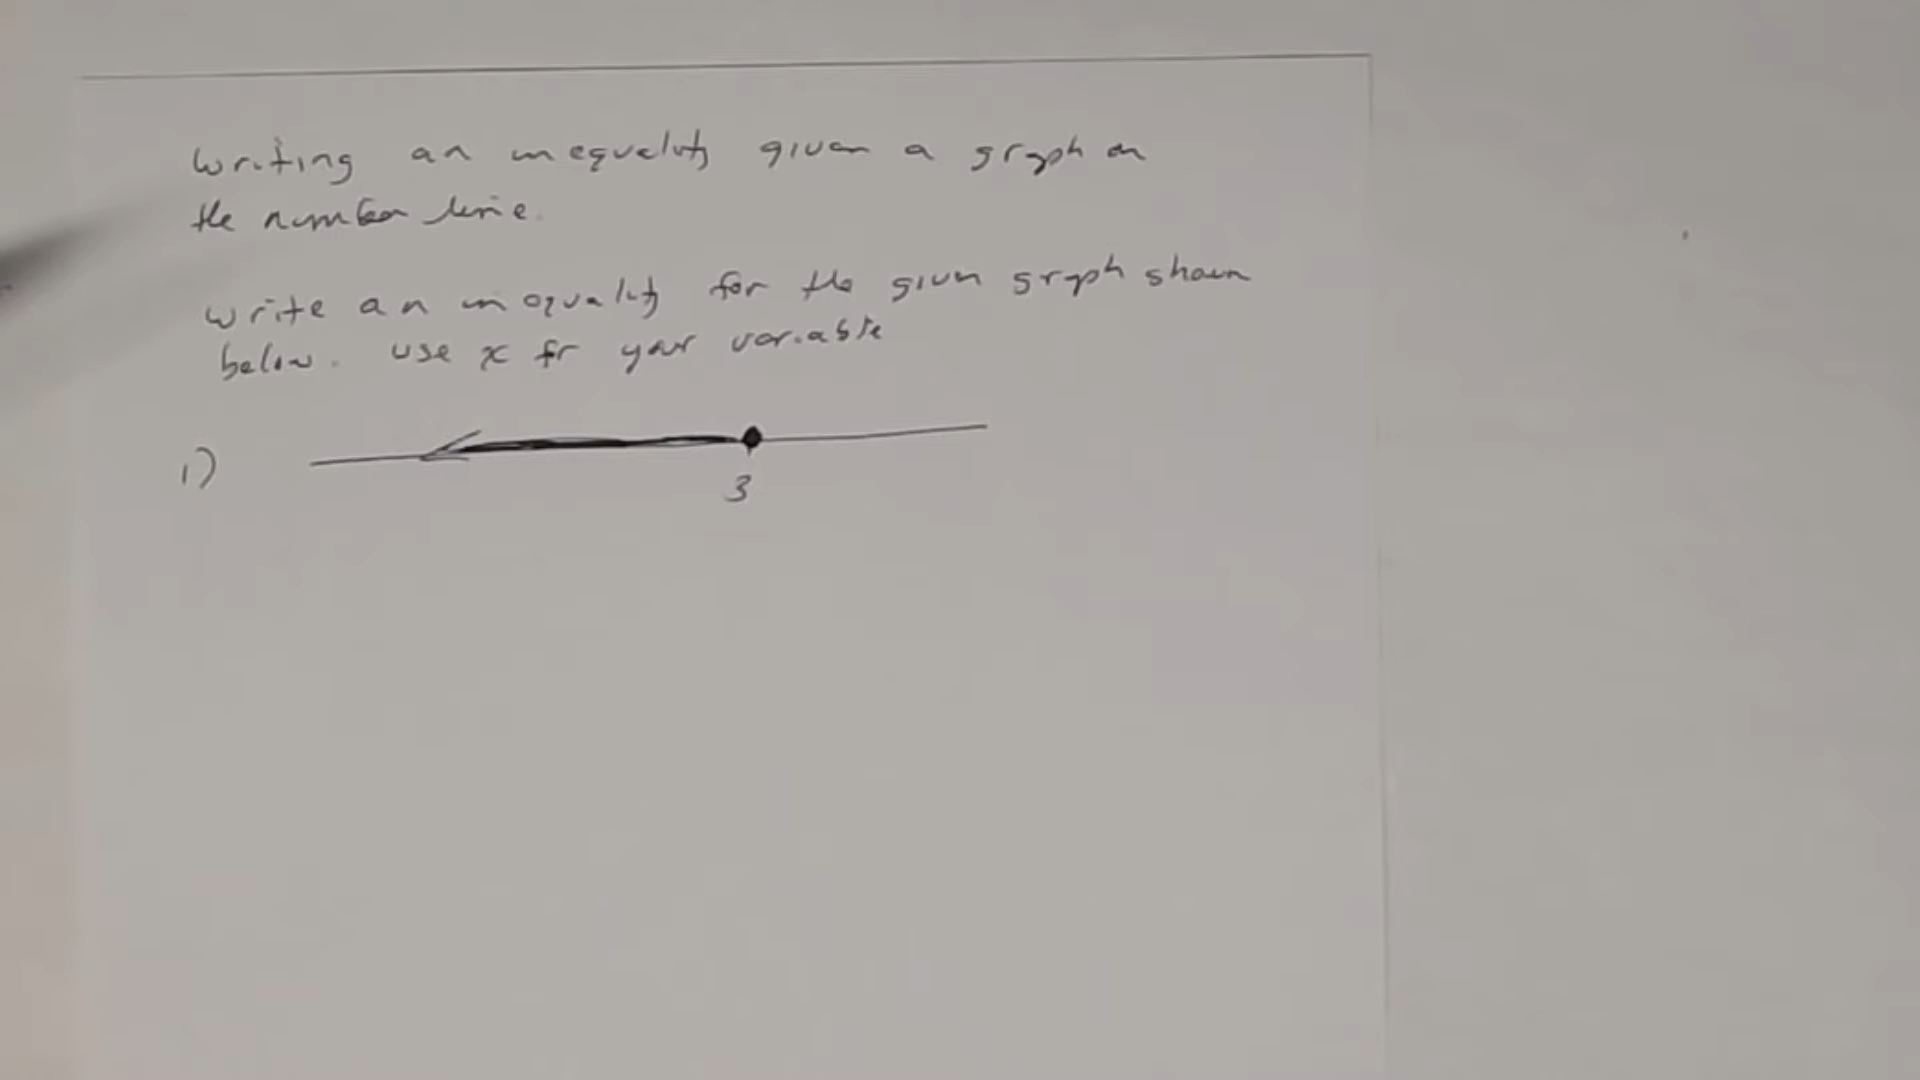 Writing an inequality given a graph on
the number line.
Write an inequality for the given graph shown
below. Use x for your variable
1)
3